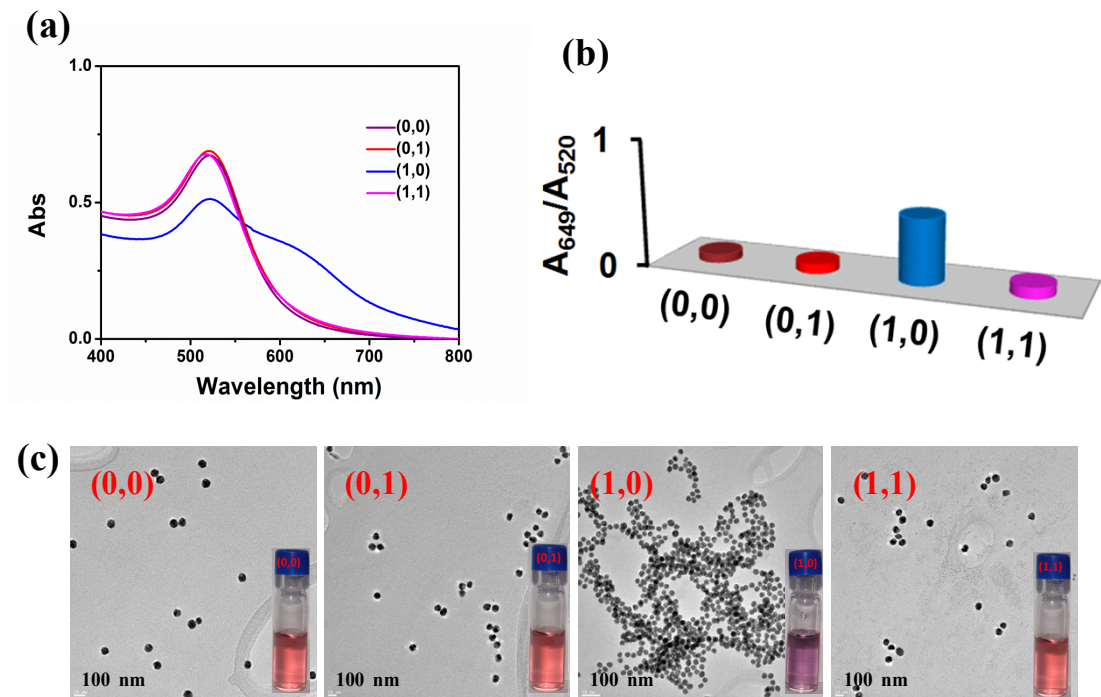 (a)
1.0
0.5
0.0
Abs
400
500
600
700
800
Wavelength (nm)
(0,0)
(0,1)
(1,0)
(1,1)
(b)
1
0
A649/A520
(0,0)
(0,1)
(1,0)
(1,1)
(c)
(0,0)
(0,0)
100 nm
(0,1)
(0,1)
100 nm
(1,0)
(1,0)
100 nm
(1,1)
(1,1)
100 nm